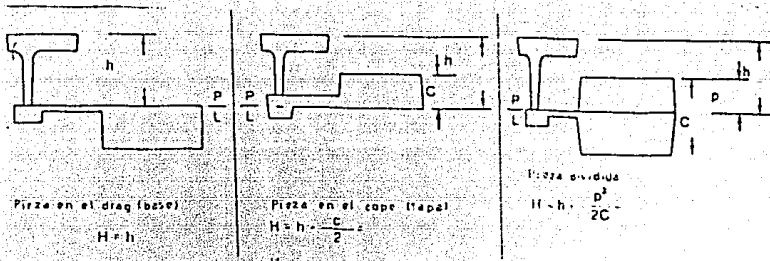 h
P
L
Pieza en el drag (base)
H = h
P
L
h
C
Pieza en el cope (tapa)
H = h - c/2
P
L
h
P
C
Pieza dividida
H = h - p²/2C